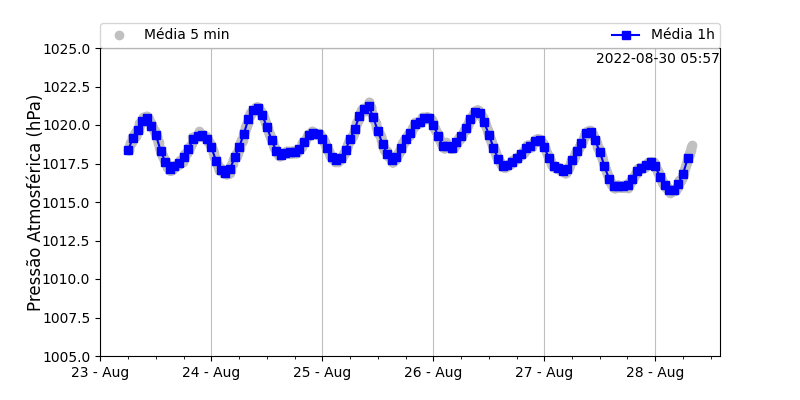 Média 5 min
Média 1h
2022-08-30 05:57
Pressão Atmosférica (hPa)
1025.0
1022.5
1020.0
1017.5
1015.0
1012.5
1010.0
1007.5
1005.0
23 - Aug
24 - Aug
25 - Aug
26 - Aug
27 - Aug
28 - Aug